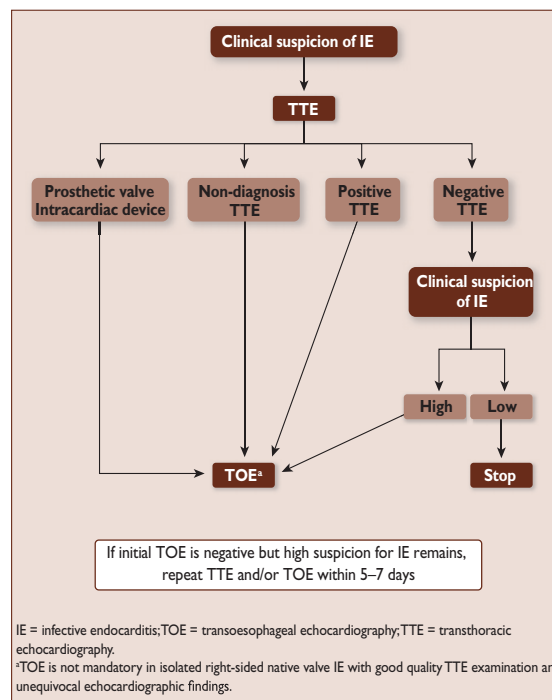 Clinical suspicion of IE
TTE
Prosthetic valve
Intracardiac device
Non-diagnosis
TTE
Positive
TTE
Negative
TTE
Clinical suspicion
of IE
High
Low
TOEᵃ
Stop
If initial TOE is negative but high suspicion for IE remains,
repeat TTE and/or TOE within 5–7 days
IE = infective endocarditis; TOE = transoesophageal echocardiography; TTE = transthoracic
echocardiography.
ᵃTOE is not mandatory in isolated right-sided native valve IE with good quality TTE examination
unequivocal echocardiographic findings.